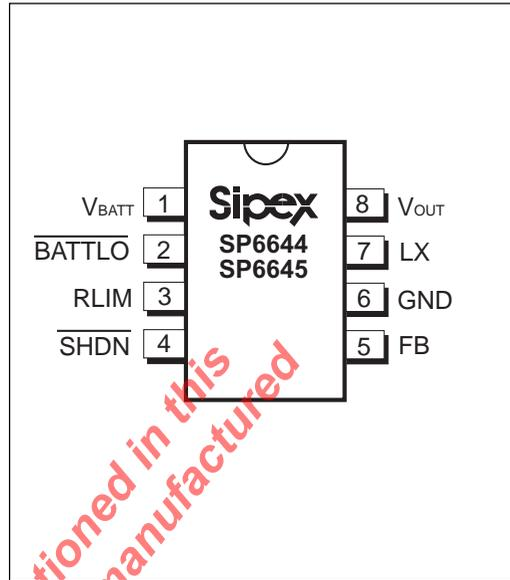 Sipex
SP6644
SP6645
VBATT 1
BATTLO 2
RLIM 3
SHDN 4
8 VOUT
7 LX
6 GND
5 FB
tioned in this
manufactured